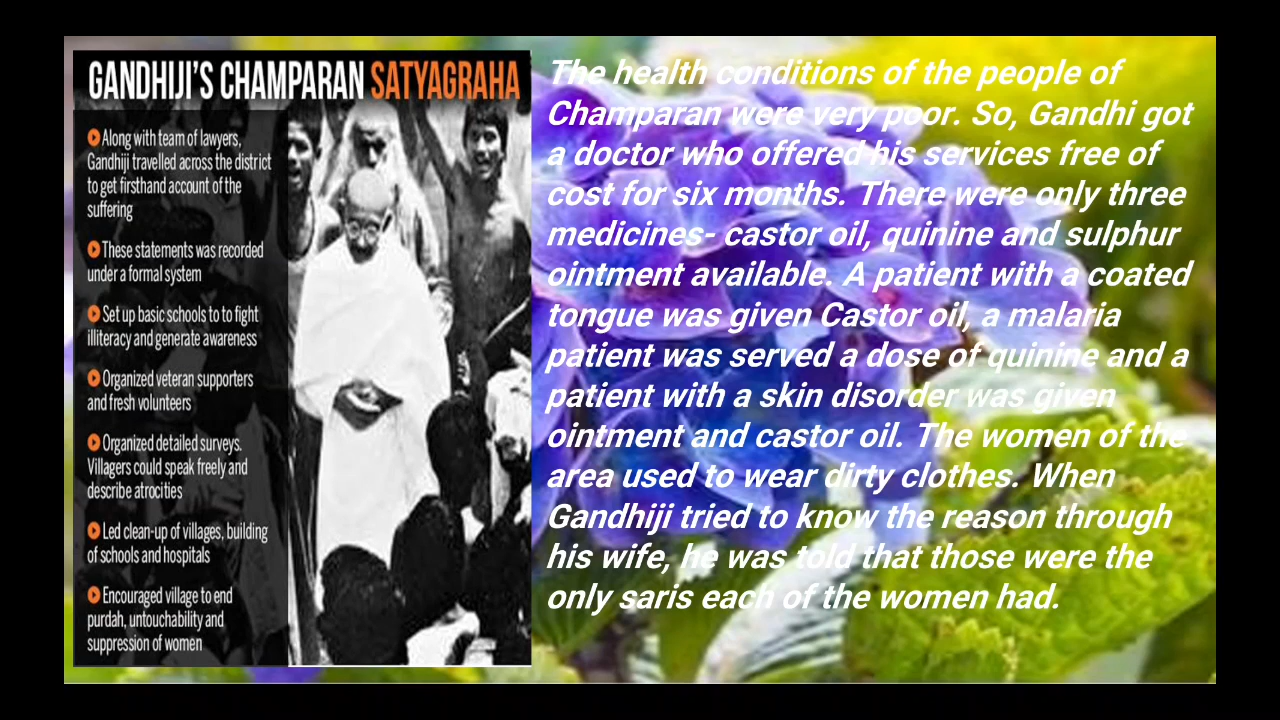 GANDHIJI'S CHAMPARAN SATYAGRAHA
Along with team of lawyers,
Gandhiji travelled across the district
to get firsthand account of the
suffering
These statements was recorded
under a formal system
Set up basic schools to to fight
illiteracy and generate awareness
Organized veteran supporters
and fresh volunteers
Organized detailed surveys.
Villagers could speak freely and
describe atrocities
Led clean-up of villages, building
of schools and hospitals
Encouraged village to end
purdah, untouchability and
suppression of women
The health conditions of the people of
Champaran were very poor. So, Gandhi got
a doctor who offered his services free of
cost for six months. There were only three
medicines- castor oil, quinine and sulphur
ointment available. A patient with a coated
tongue was given Castor oil, a malaria
patient was served a dose of quinine and a
patient with a skin disorder was given
ointment and castor oil. The women of the
area used to wear dirty clothes. When
Gandhiji tried to know the reason through
his wife, he was told that those were the
only saris each of the women had.